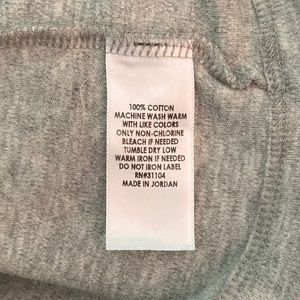 100% COTTON
MACHINE WASH WARM
WITH LIKE COLORS
ONLY NON-CHLORINE
BLEACH IF NEEDED
TUMBLE DRY LOW
WARM IRON IF NEEDED
DO NOT IRON LABEL
RN#31104
MADE IN JORDAN